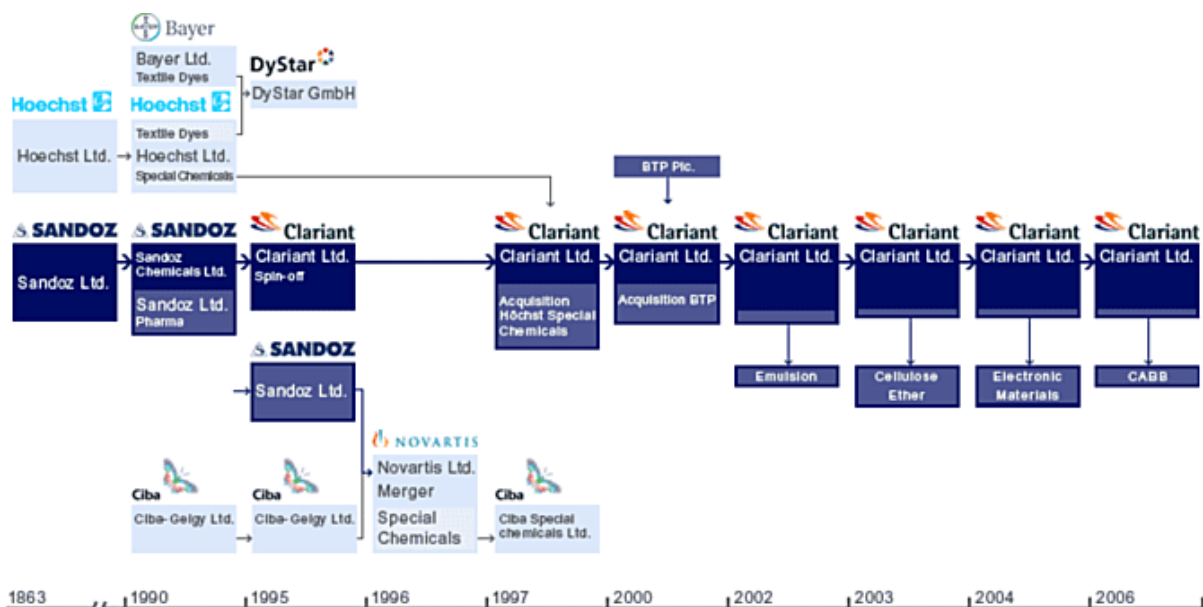 Bayer
Bayer Ltd.
Textile Dyes
DyStar
DyStar GmbH
Hoechst
Hoechst Ltd.
Hoechst
Textile Dyes
Hoechst Ltd.
Special Chemicals
BTP Plc.
SANDOZ
Sandoz Ltd.
SANDOZ
Sandoz
Chemicals Ltd.
Sandoz Ltd.
Pharma
Clariant
Clariant Ltd.
Spin-off
Clariant
Clariant Ltd.
Acquisition
Höchst Special
Chemicals
Clariant
Clariant Ltd.
Acquisition BTP
Clariant
Clariant Ltd.
Clariant
Clariant Ltd.
Clariant
Clariant Ltd.
Clariant
Clariant Ltd.
Emulsion
Cellulose
Ether
Electronic
Materials
CABB
SANDOZ
Sandoz Ltd.
Ciba
Ciba-Geigy Ltd.
Ciba
Ciba-Geigy Ltd.
NOVARTIS
Novartis Ltd.
Merger
Special
Chemicals
Ciba
Ciba Special
chemicals Ltd.
1863 1990 1995 1996 1997 2000 2002 2003 2004 2006